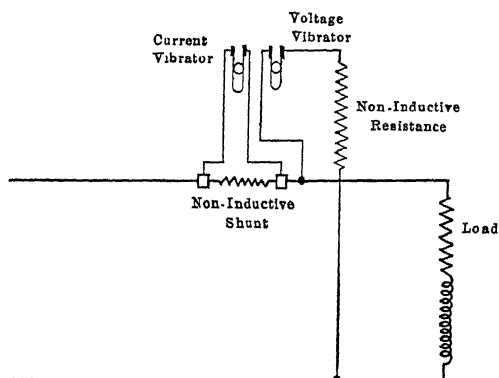 Voltage
Vibrator
Current
Vibrator
Non-Inductive
Resistance
Non-Inductive
Shunt
Load